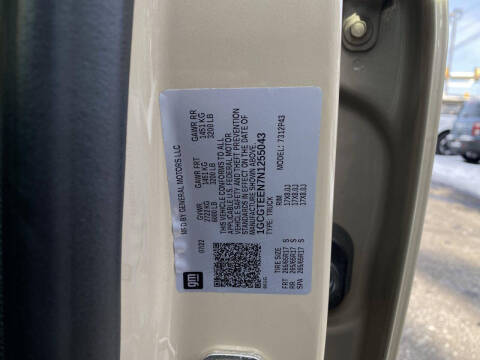 MFD BY GENERAL MOTORS LLC
07/22
GVWR
2722 KG
6000 LB
GAWR FRT
1451 KG
3200 LB
GAWR RR
1451 KG
3200 LB
THIS VEHICLE CONFORMS TO ALL
APPLICABLE U.S. FEDERAL MOTOR
VEHICLE SAFETY AND THEFT PREVENTION
STANDARDS IN EFFECT ON THE DATE OF
MANUFACTURE SHOWN ABOVE.
1GCGTEEN7N1255043
TYPE: TRUCK
MODEL: 7312P43
gm
TIRE SIZE
RIM
FRT 265/65R17 S 17X8.0J
RR 265/65R17 S 17X8.0J
SPA 265/65R17 S 17X8.0J